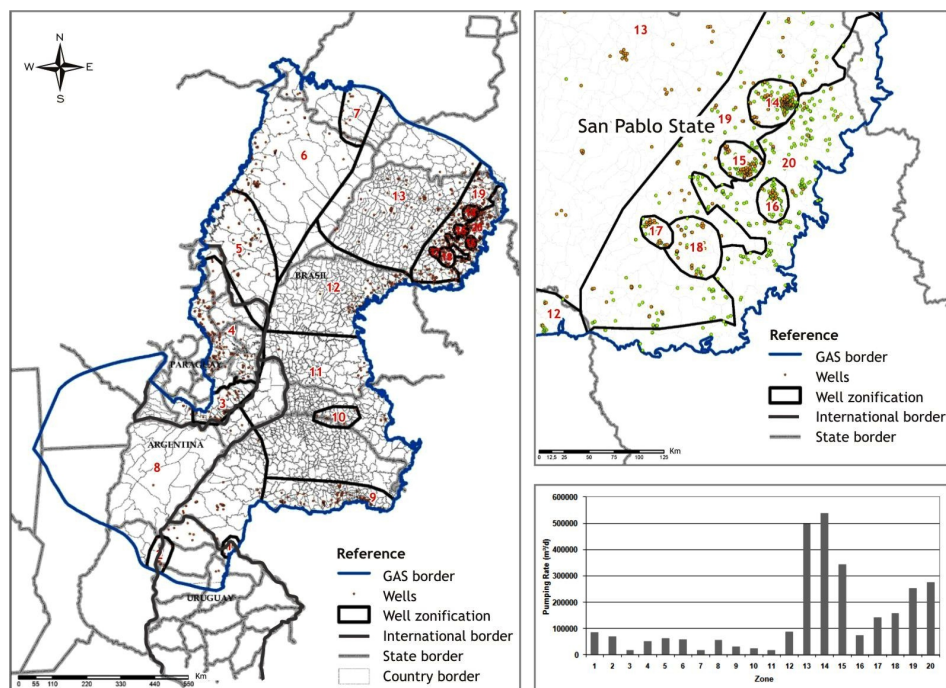 N
W E
S
7
6
13
19
5
BRASIL
12
4
PARAGUAY
11
3
10
ARGENTINA
8
9
URUGUAY
Reference
GAS border
Wells
Well zonification
International border
State border
Country border
0 55 110 220 330 440 550
Km
13
14
19
San Pablo State
15
20
16
17
18
12
Reference
GAS border
Wells
Well zonification
International border
State border
0 12.5 25 50 75 100 125
Km
Pumping Rate (m³/d)
600000
500000
400000
300000
200000
100000
0
1 2 3 4 5 6 7 8 9 10 11 12 13 14 15 16 17 18 19 20
Zone